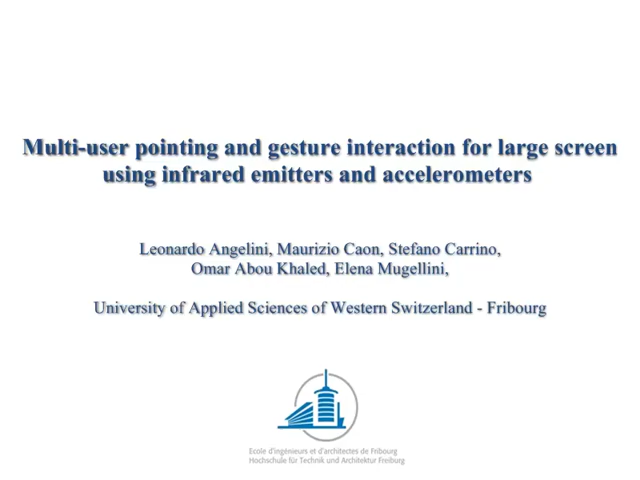 Multi-user pointing and gesture interaction for large screen
using infrared emitters and accelerometers
Leonardo Angelini, Maurizio Caon, Stefano Carrino,
Omar Abou Khaled, Elena Mugellini,
University of Applied Sciences of Western Switzerland - Fribourg
Ecole d'ingénieurs et d'architectes de Fribourg
Hochschule für Technik und Architektur Freiburg